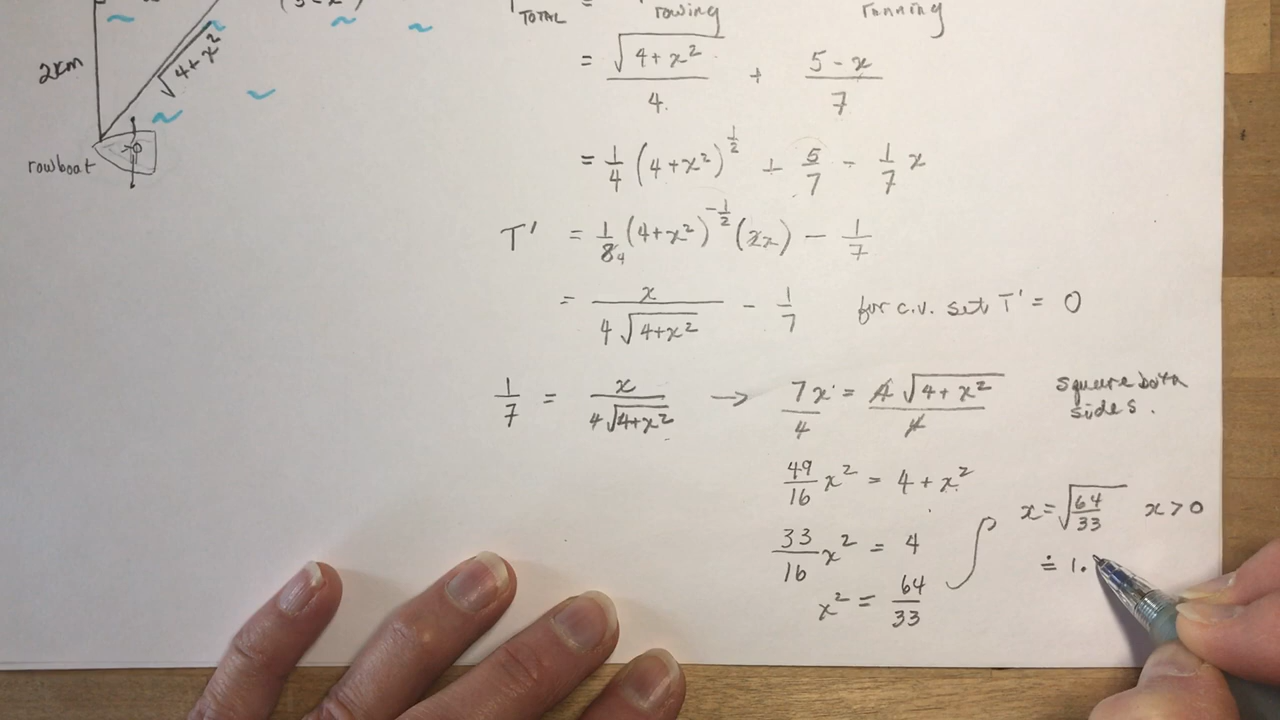 (5-x)
2km
√4+x²
rowboat
T TOTAL = rowing running
= √4+x²/4 + 5-x/7
= 1/4 (4+x²)^1/2 + 5/7 - 1/7 x
T' = 1/8 4 (4+x²)^-1/2 (2x) - 1/7
= x/4√4+x² - 1/7 for c.v. set T' = 0
1/7 = x/4√4+x² → 7x/4 = 4√4+x²/4 square both sides.
49/16 x² = 4 + x²
33/16 x² = 4
x² = 64/33
x = √64/33 x > 0
≐ 1.